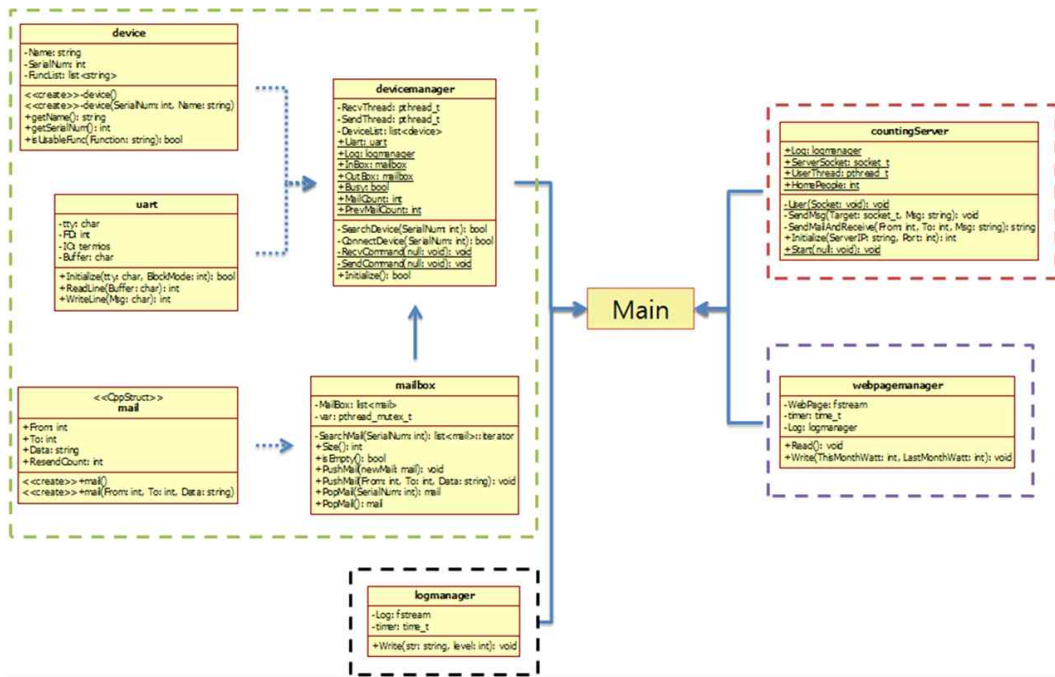 device
-Name: string
-SerialNum: int
-FuncList: list<string>
<<create>>-device()
<<create>>-device(SerialNum: int, Name: string)
+getName(): string
+getSerialNum(): int
+isUsableFunc(Function: string): bool
uart
-tty: char
-FD: int
-IO: termios
-Buffer: char
+Initialize(tty: char, BlockMode: int): bool
+ReadLine(Buffer: char): int
+WriteLine(Msg: char): int
<<CppStruct>>
mail
+From: int
+To: int
+Data: string
+ResendCount: int
<<create>>+mail()
<<create>>+mail(From: int, To: int, Data: string)
devicemanager
-RecvThread: pthread_t
-SendThread: pthread_t
-DeviceList: list<device>
+Uart: uart
+Log: logmanager
+InBox: mailbox
+OutBox: mailbox
+Busy: bool
+MailCount: int
+PrevMailCount: int
-SearchDevice(SerialNum: int): bool
-ConnectDevice(SerialNum: int): bool
-RecvCommand(null: void): void
-SendCommand(null: void): void
+Initialize(): bool
mailbox
-MailBox: list<mail>
-var: pthread_mutex_t
-SearchMail(SerialNum: int): list<mail>::iterator
+Size(): int
+isEmpty(): bool
+PushMail(newMail: mail): void
+PushMail(From: int, To: int, Data: string): void
+PopMail(SerialNum: int): mail
+PopMail(): mail
logmanager
-Log: fstream
-timer: time_t
+Write(str: string, level: int): void
Main
countingServer
+Log: logmanager
+ServerSocket: socket_t
+UserThread: pthread_t
+HomePeople: int
-User(Socket: void): void
-SendMsg(Target: socket_t, Msg: string): void
-SendMailAndReceive(From: int, To: int, Msg: string): string
+Initialize(ServerIP: string, Port: int): int
+Start(null: void): void
webpagemanager
-WebPage: fstream
-timer: time_t
-Log: logmanager
+Read(): void
+Write(ThisMonthWatt: int, LastMonthWatt: int): void